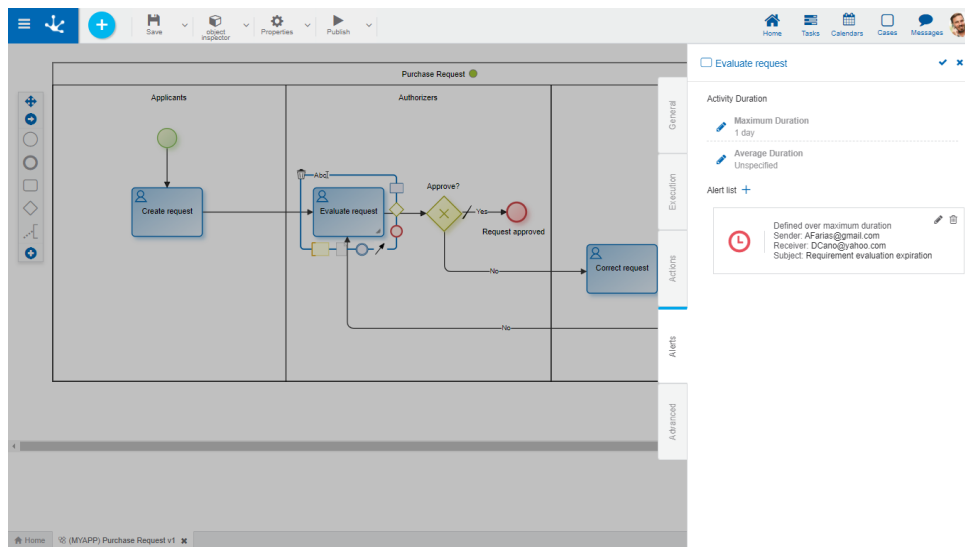 Save
object
inspector
Properties
Publish
Home
Tasks
Calendars
Cases
Messages
Purchase Request
Applicants
Authorizers
Create request
Abc
Evaluate request
Approve?
Yes
Request approved
No
Correct request
No
General
Execution
Actions
Alerts
Advanced
Evaluate request
Activity Duration
Maximum Duration
1 day
Average Duration
Unspecified
Alert list
Defined over maximum duration
Sender: AFarias@gmail.com
Receiver: DCano@yahoo.com
Subject: Requirement evaluation expiration
Home
(MYAPP) Purchase Request v1